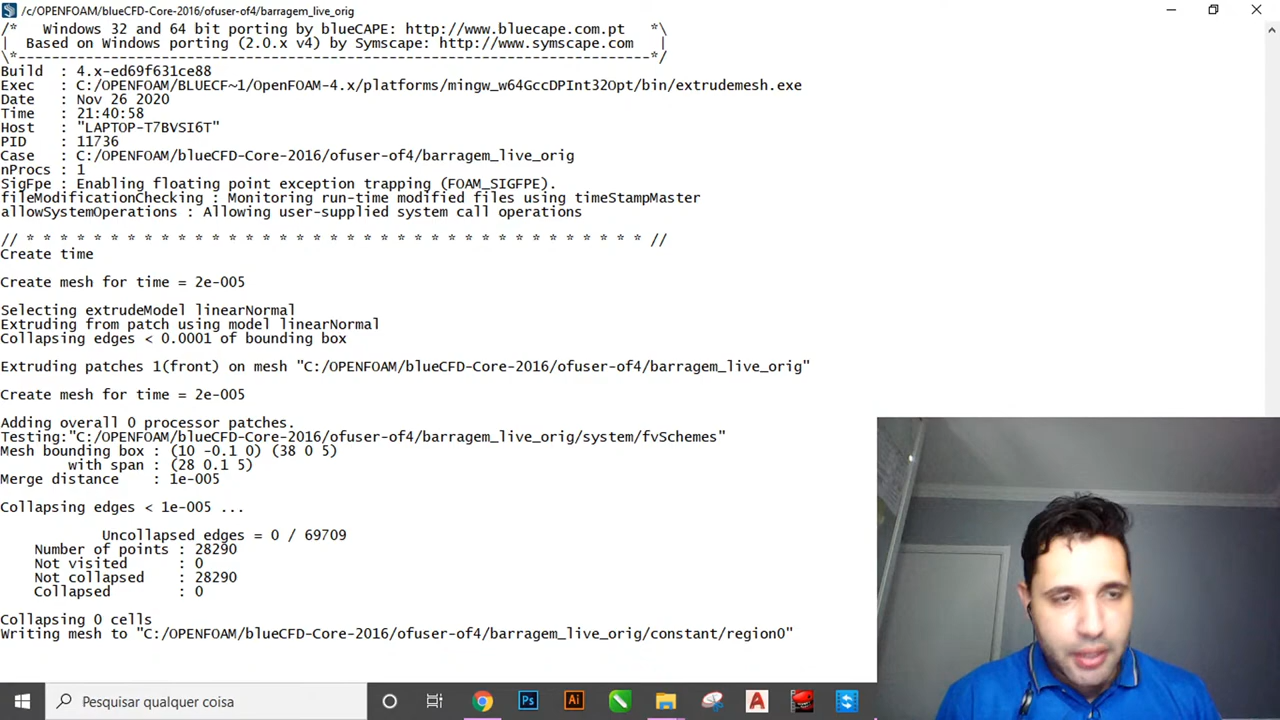 /c/OPENFOAM/blueCFD-Core-2016/ofuser-of4/barragem_live_orig
/*   Windows 32 and 64 bit porting by blueCAPE: http://www.bluecape.com.pt   *\
|  Based on Windows porting (2.0.x v4) by Symscape: http://www.symscape.com   |
\*---------------------------------------------------------------------------*/
Build  : 4.x-ed69f631ce88
Exec   : C:/OPENFOAM/BLUECF~1/OpenFOAM-4.x/platforms/mingw_w64GccDPInt32Opt/bin/extrudemesh.exe
Date   : Nov 26 2020
Time   : 21:40:58
Host   : "LAPTOP-T7BVSI6T"
PID    : 11736
Case   : C:/OPENFOAM/blueCFD-Core-2016/ofuser-of4/barragem_live_orig
nProcs : 1
SigFpe : Enabling floating point exception trapping (FOAM_SIGFPE).
fileModificationChecking : Monitoring run-time modified files using timeStampMaster
allowSystemOperations : Allowing user-supplied system call operations
// * * * * * * * * * * * * * * * * * * * * * * * * * * * * * * * * * * * * * //
Create time
Create mesh for time = 2e-005
Selecting extrudeModel linearNormal
Extruding from patch using model linearNormal
Collapsing edges < 0.0001 of bounding box
Extruding patches 1(front) on mesh "C:/OPENFOAM/blueCFD-Core-2016/ofuser-of4/barragem_live_orig"
Create mesh for time = 2e-005
Adding overall 0 processor patches.
Testing:"C:/OPENFOAM/blueCFD-Core-2016/ofuser-of4/barragem_live_orig/system/fvSchemes"
Mesh bounding box : (10 -0.1 0) (38 0 5)
with span : (28 0.1 5)
Merge distance    : 1e-005
Collapsing edges < 1e-005 ...
Uncollapsed edges = 0 / 69709
Number of points : 28290
Not visited      : 0
Not collapsed    : 28290
Collapsed        : 0
Collapsing 0 cells
Writing mesh to "C:/OPENFOAM/blueCFD-Core-2016/ofuser-of4/barragem_live_orig/constant/region0"
Pesquisar qualquer coisa
Ps
Ai
A